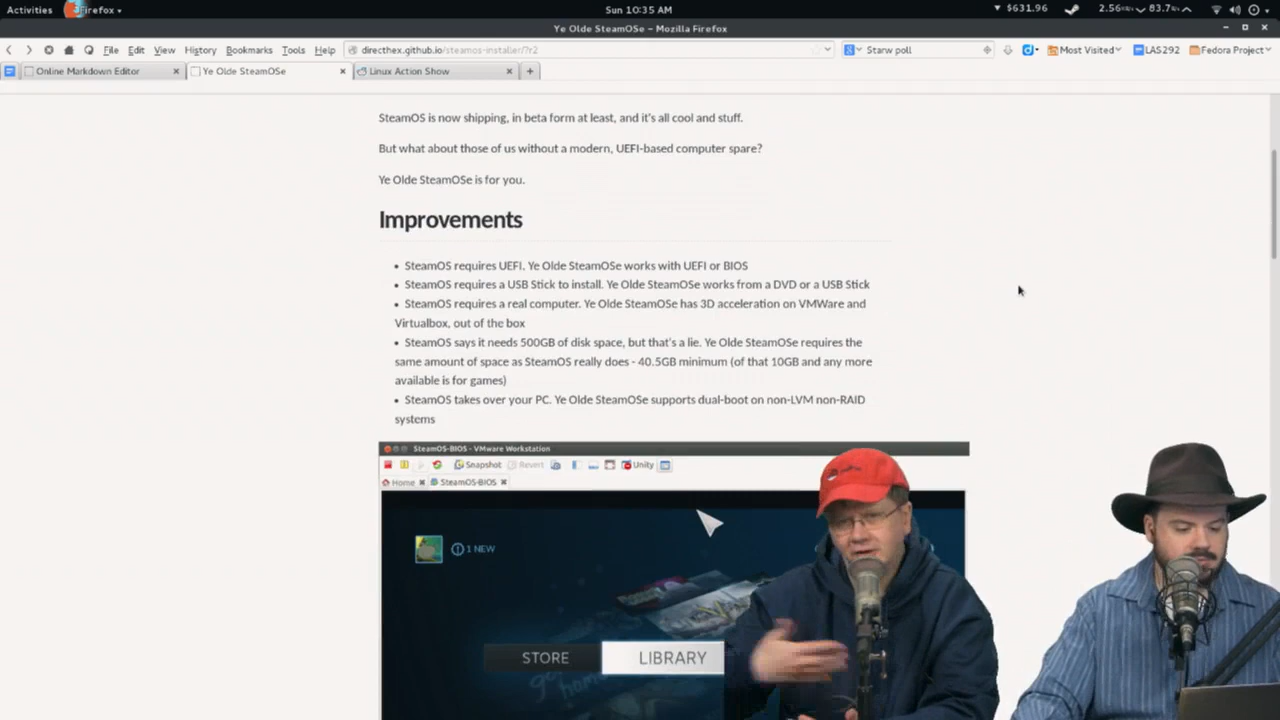 Activities
Firefox
Sun 10:35 AM
$631.96
2.56
83.7
Ye Olde SteamOSe - Mozilla Firefox
File Edit View History Bookmarks Tools Help
directhex.github.io/steamos-installer/?r2
Starw poll
Most Visited
LAS292
Fedora Project
Online Markdown Editor
Ye Olde SteamOSe
Linux Action Show
SteamOS is now shipping, in beta form at least, and it's all cool and stuff.
But what about those of us without a modern, UEFI-based computer spare?
Ye Olde SteamOSe is for you.
Improvements
• SteamOS requires UEFI. Ye Olde SteamOSe works with UEFI or BIOS
• SteamOS requires a USB Stick to install. Ye Olde SteamOSe works from a DVD or a USB Stick
• SteamOS requires a real computer. Ye Olde SteamOSe has 3D acceleration on VMWare and
Virtualbox, out of the box
• SteamOS says it needs 500GB of disk space, but that's a lie. Ye Olde SteamOSe requires the
same amount of space as SteamOS really does - 40.5GB minimum (of that 10GB and any more
available is for games)
• SteamOS takes over your PC. Ye Olde SteamOSe supports dual-boot on non-LVM non-RAID
systems
SteamOS-BIOS - VMware Workstation
Snapshot Revert Unity
Home SteamOS-BIOS
1 NEW
STORE
LIBRARY